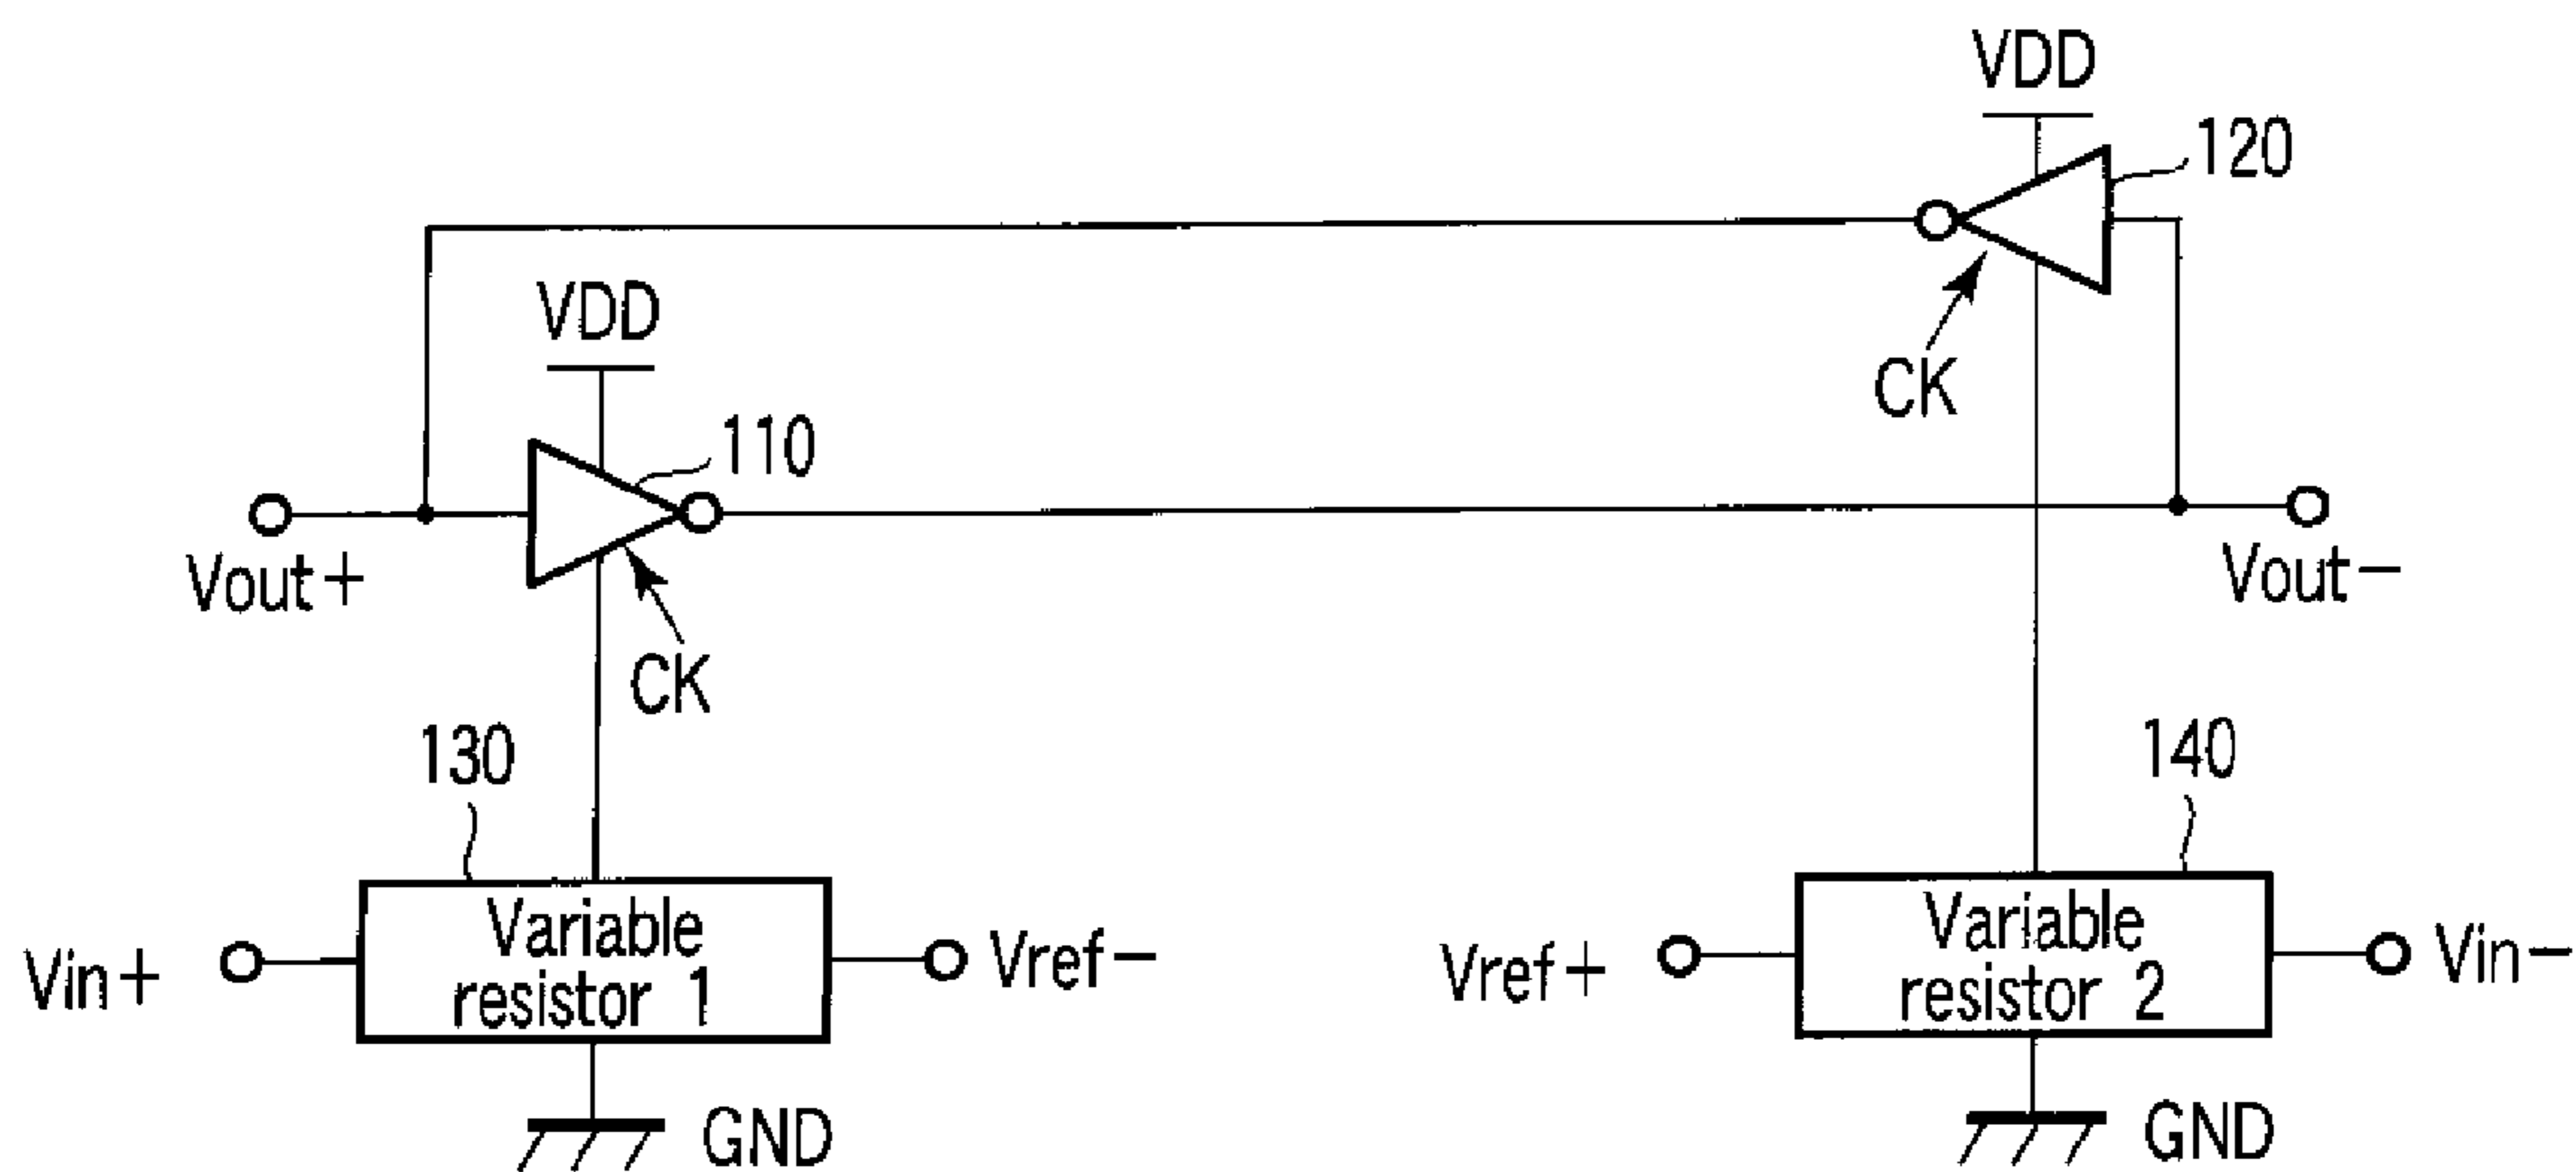 VDD
120
VDD
CK
110
Vout+
Vout−
CK
130
140
Vin+
Variable
resistor 1
Vref−
Vref+
Variable
resistor 2
Vin−
GND
GND